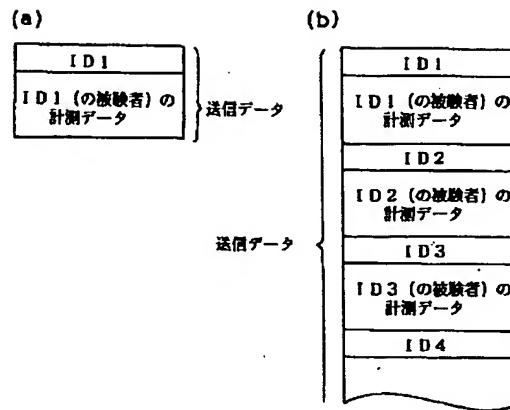 (a)
ID1
ID1(の被験者)の
計測データ
送信データ
(b)
ID1
ID1(の被験者)の
計測データ
ID2
ID2(の被験者)の
計測データ
ID3
ID3(の被験者)の
計測データ
ID4
送信データ